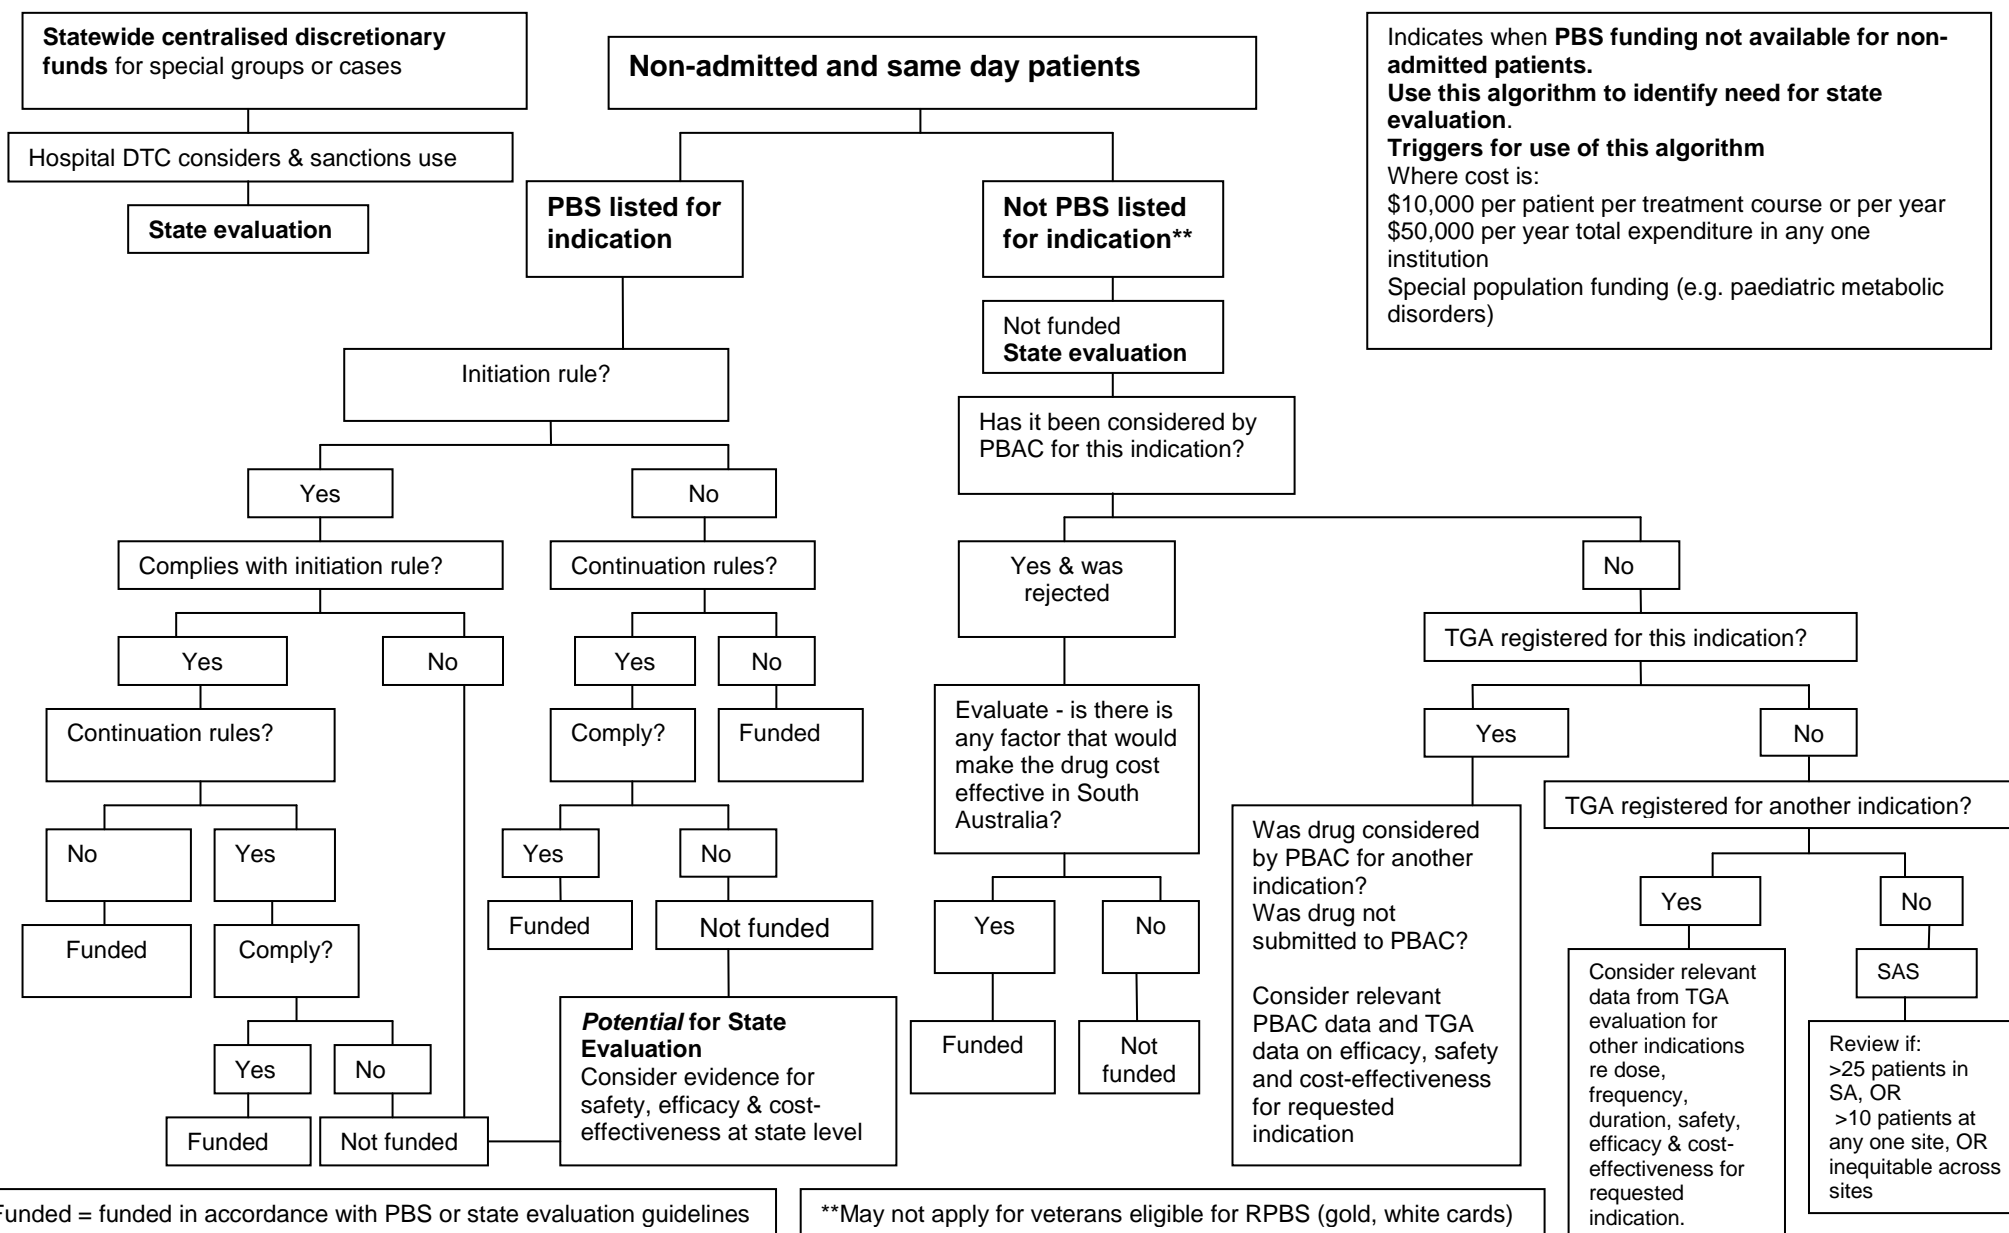 Statewide centralised discretionary
funds for special groups or cases
Hospital DTC considers & sanctions use
State evaluation
Non-admitted and same day patients
Indicates when PBS funding not available for non-
admitted patients.
Use this algorithm to identify need for state
evaluation.
Triggers for use of this algorithm
Where cost is:
$10,000 per patient per treatment course or per year
$50,000 per year total expenditure in any one
institution
Special population funding (e.g. paediatric metabolic
disorders)
PBS listed for
indication
Not PBS listed
for indication**
Not funded
State evaluation
Initiation rule?
Has it been considered by
PBAC for this indication?
Yes
No
Complies with initiation rule?
Continuation rules?
Yes & was
rejected
No
TGA registered for this indication?
Yes
No
Yes
No
Continuation rules?
Comply?
Funded
Evaluate - is there is
any factor that would
make the drug cost
effective in South
Australia?
Yes
No
TGA registered for another indication?
No
Yes
Yes
No
Was drug considered
by PBAC for another
indication?
Was drug not
submitted to PBAC?
Consider relevant
PBAC data and TGA
data on efficacy, safety
and cost-effectiveness
for requested
indication
Yes
No
Funded
Comply?
Funded
Not funded
Yes
No
Consider relevant
data from TGA
evaluation for
other indications
re dose,
frequency,
duration, safety,
efficacy & cost-
effectiveness for
requested
indication.
SAS
Review if:
>25 patients in
SA, OR
>10 patients at
any one site, OR
inequitable across
sites
Potential for State
Evaluation
Consider evidence for
safety, efficacy & cost-
effectiveness at state level
Funded
Not
funded
Yes
No
Funded
Not funded
Funded = funded in accordance with PBS or state evaluation guidelines
**May not apply for veterans eligible for RPBS (gold, white cards)